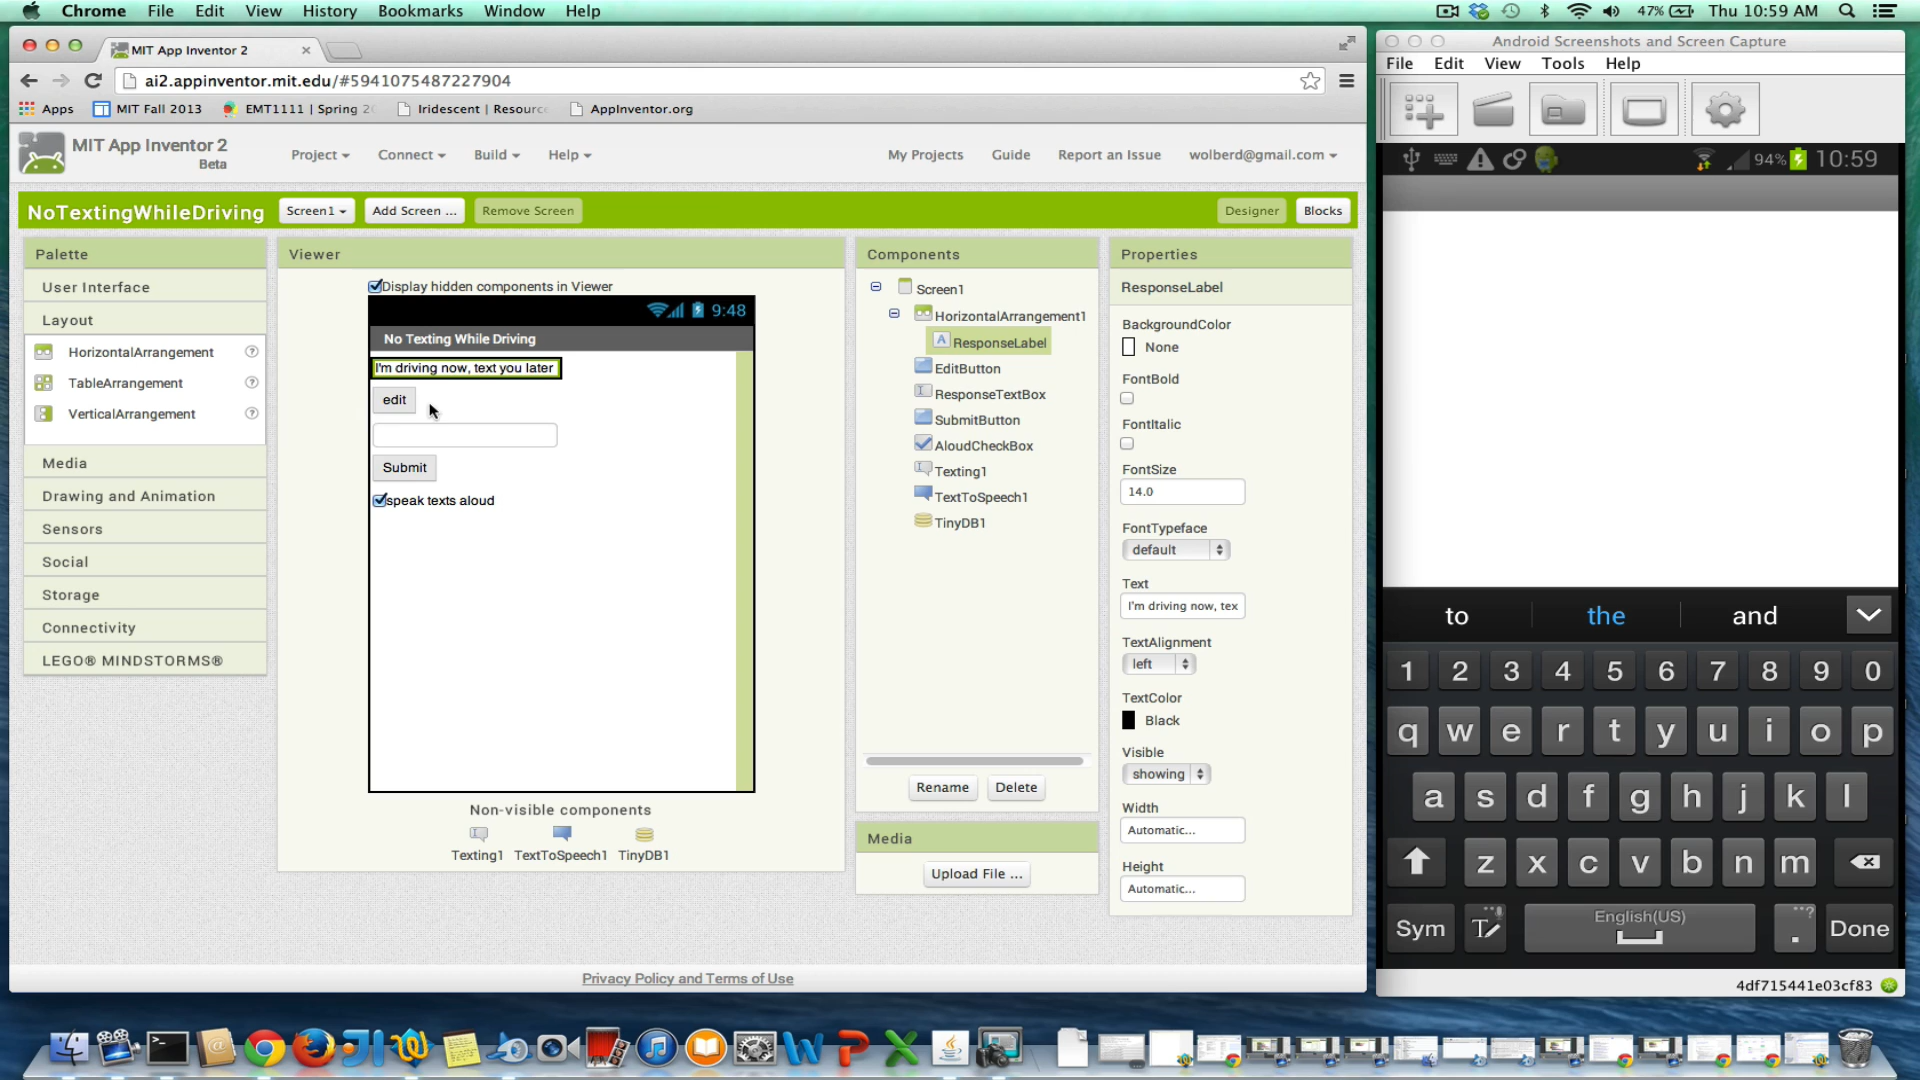 Chrome File Edit View History Bookmarks Window Help
47% Thu 10:59 AM
MIT App Inventor 2
ai2.appinventor.mit.edu/#5941075487227904
Apps MIT Fall 2013 EMT1111 | Spring 20 Iridescent | Resource AppInventor.org
MIT App Inventor 2
Beta
Project Connect Build Help
My Projects Guide Report an Issue wolberd@gmail.com
NoTextingWhileDriving Screen1 Add Screen ... Remove Screen Designer Blocks
Palette
User Interface
Layout
HorizontalArrangement ?
TableArrangement ?
VerticalArrangement ?
Media
Drawing and Animation
Sensors
Social
Storage
Connectivity
LEGO® MINDSTORMS®
Viewer
Display hidden components in Viewer
9:48
No Texting While Driving
I'm driving now, text you later
edit
Submit
speak texts aloud
Non-visible components
Texting1 TextToSpeech1 TinyDB1
Components
Screen1
HorizontalArrangement1
A ResponseLabel
EditButton
ResponseTextBox
SubmitButton
AloudCheckBox
Texting1
TextToSpeech1
TinyDB1
Rename Delete
Media
Upload File ...
Properties
ResponseLabel
BackgroundColor
None
FontBold
FontItalic
FontSize
14.0
FontTypeface
default
Text
I'm driving now, tex
TextAlignment
left
TextColor
Black
Visible
showing
Width
Automatic...
Height
Automatic...
Privacy Policy and Terms of Use
Android Screenshots and Screen Capture
File Edit View Tools Help
94% 10:59
to the and
1 2 3 4 5 6 7 8 9 0
q w e r t y u i o p
a s d f g h j k l
z x c v b n m
Sym T English(US) ...? . Done
4df715441e03cf83